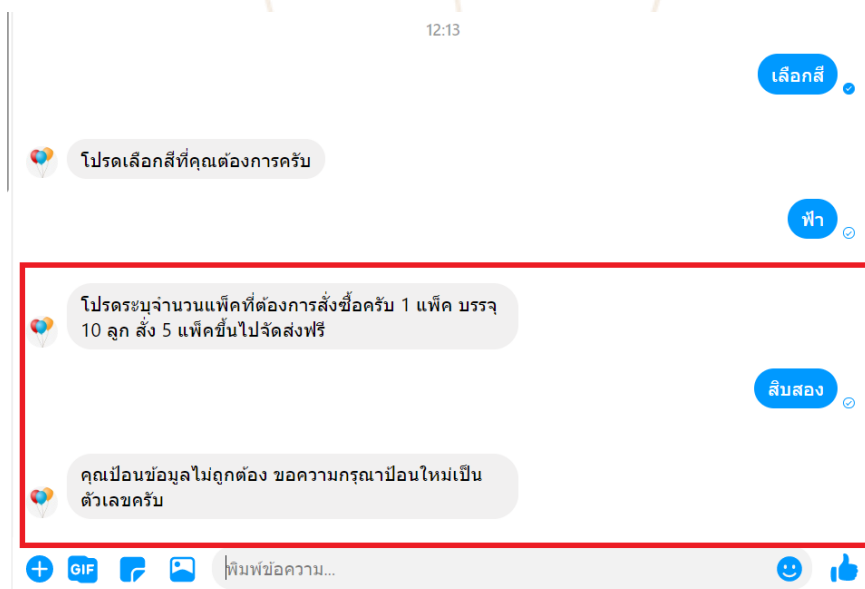 12:13
เลือกสี
โปรดเลือกสีที่คุณต้องการครับ
ฟ้า
โปรดระบุจำนวนแพ็คที่ต้องการสั่งซื้อครับ 1 แพ็ค บรรจุ
10 ลูก สั่ง 5 แพ็คขึ้นไปจัดส่งฟรี
สิบสอง
คุณป้อนข้อมูลไม่ถูกต้อง ขอความกรุณาป้อนใหม่เป็น
ตัวเลขครับ
GIF
พิมพ์ข้อความ...